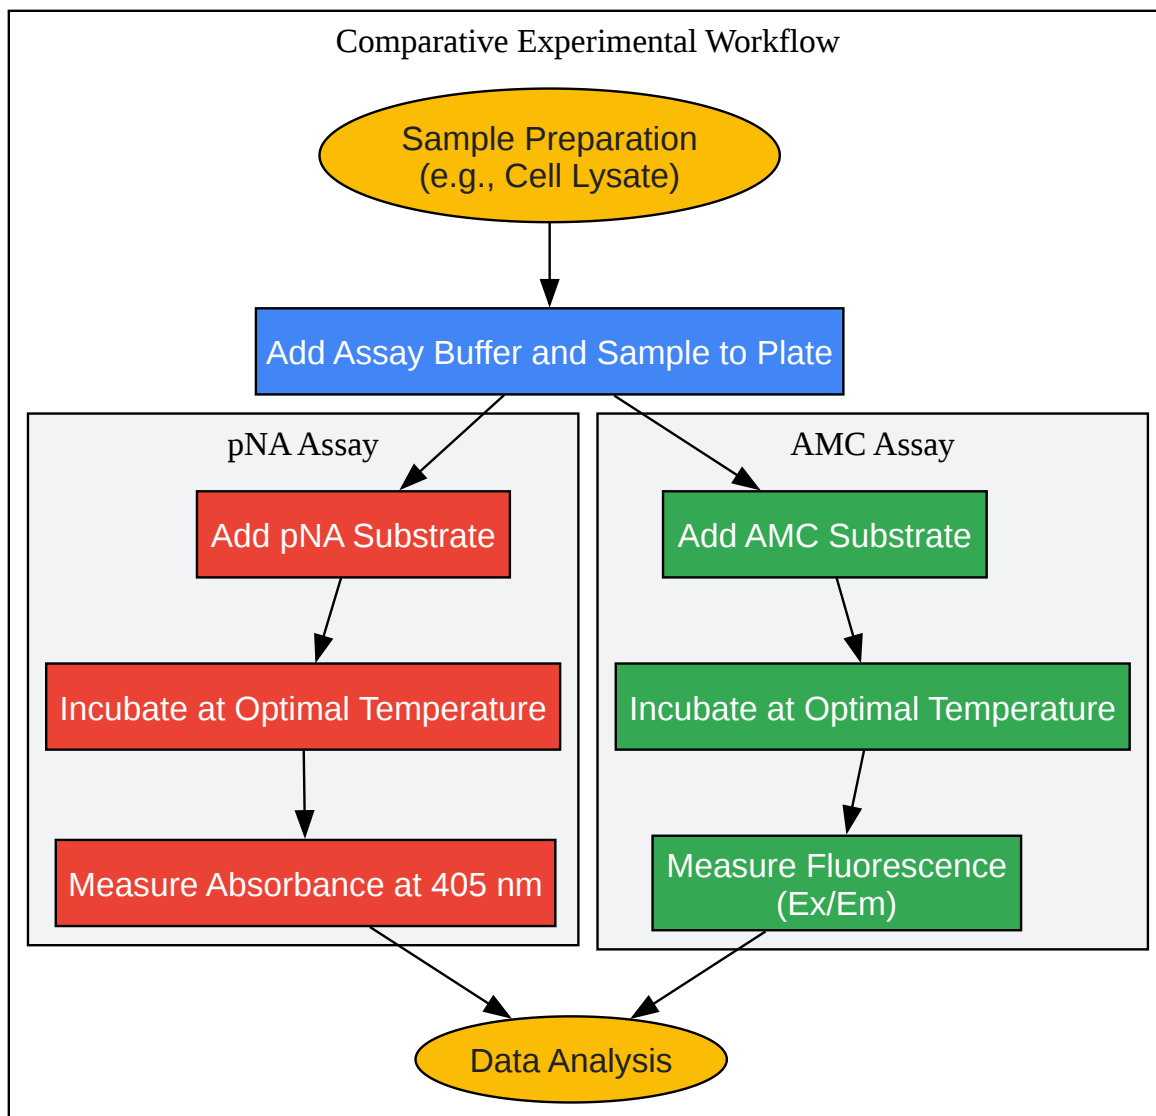 Comparative Experimental Workflow
Sample Preparation
(e.g., Cell Lysate)
Add Assay Buffer and Sample to Plate
pNA Assay
Add pNA Substrate
Incubate at Optimal Temperature
Measure Absorbance at 405 nm
AMC Assay
Add AMC Substrate
Incubate at Optimal Temperature
Measure Fluorescence
(Ex/Em)
Data Analysis